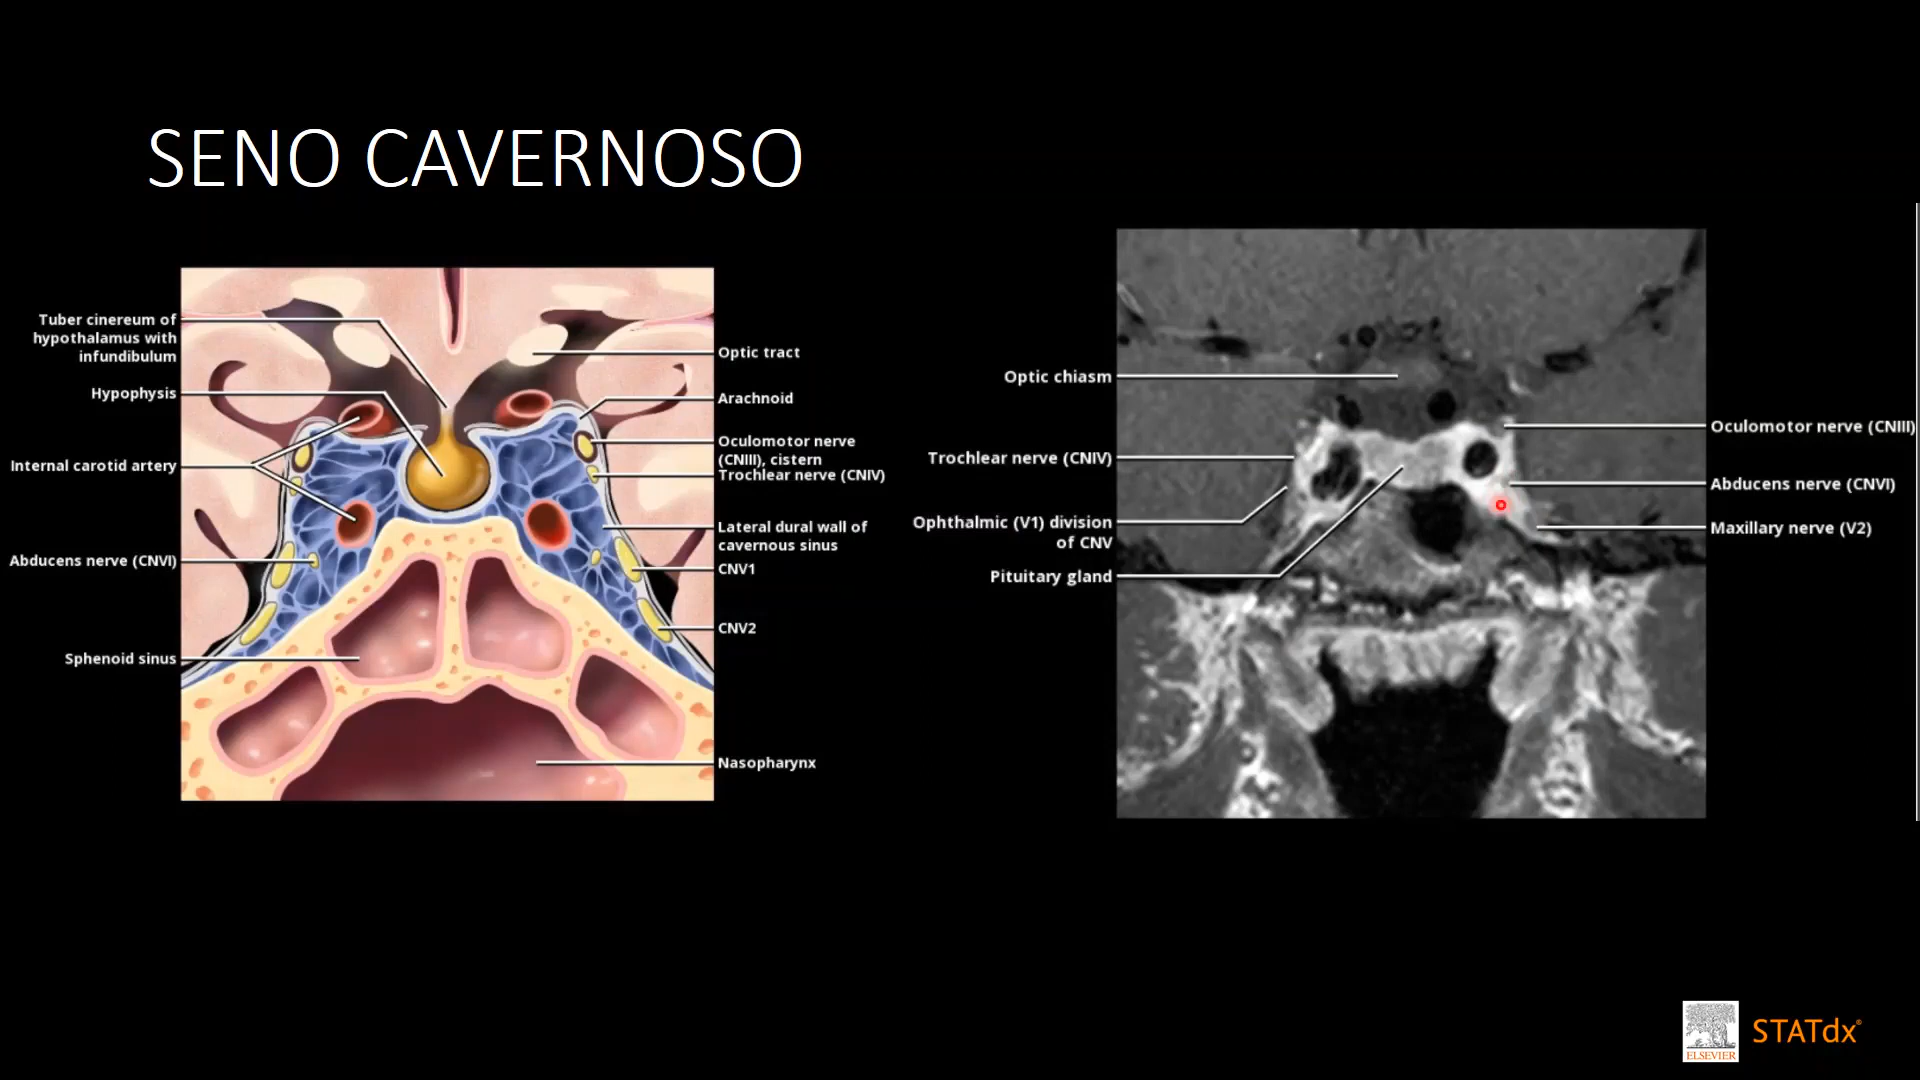 SENO CAVERNOSO
Tuber cinereum of
hypothalamus with
infundibulum
Hypophysis
Internal carotid artery
Abducens nerve (CNVI)
Sphenoid sinus
Optic tract
Arachnoid
Oculomotor nerve
(CNIII), cistern
Trochlear nerve (CNIV)
Lateral dural wall of
cavernous sinus
CNV1
CNV2
Nasopharynx
Optic chiasm
Trochlear nerve (CNIV)
Ophthalmic (V1) division
of CNV
Pituitary gland
Oculomotor nerve (CNIII)
Abducens nerve (CNVI)
Maxillary nerve (V2)
ELSEVIER
STATdx®